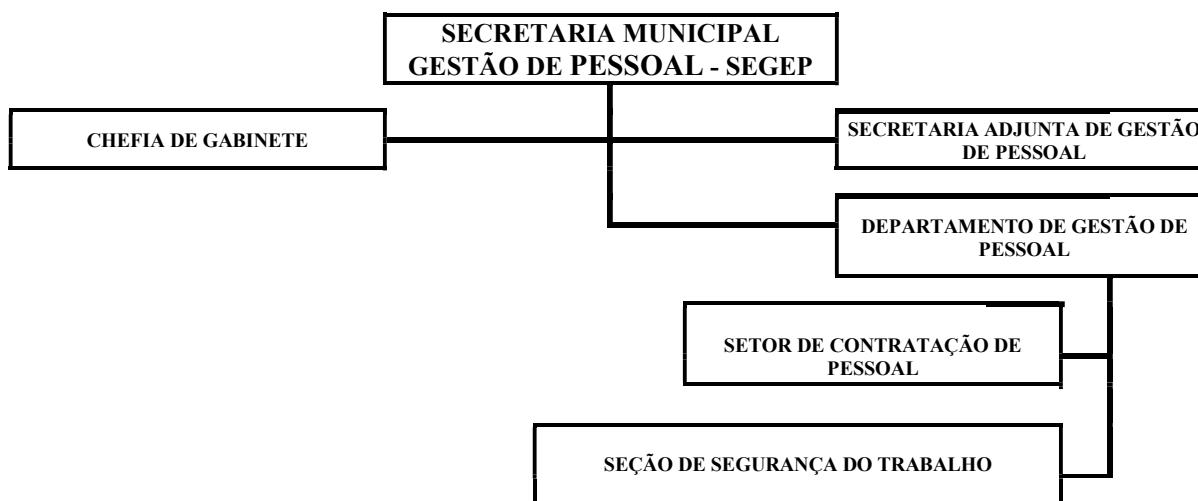 SECRETARIA MUNICIPAL
GESTÃO DE PESSOAL - SEGEP
CHEFIA DE GABINETE
SECRETARIA ADJUNTA DE GESTÃO
DE PESSOAL
DEPARTAMENTO DE GESTÃO DE
PESSOAL
SETOR DE CONTRATAÇÃO DE
PESSOAL
SEÇÃO DE SEGURANÇA DO TRABALHO